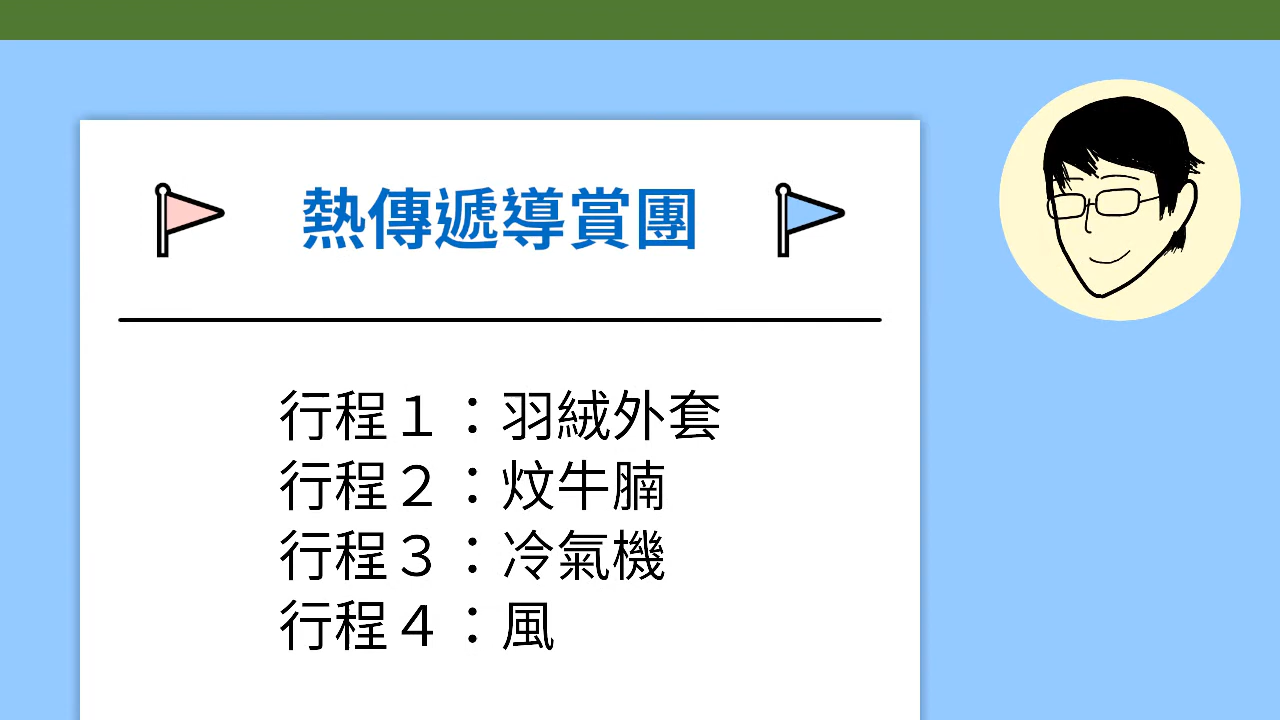 熱傳遞導賞團
行程１：羽絨外套
行程２：炆牛腩
行程３：冷氣機
行程４：風